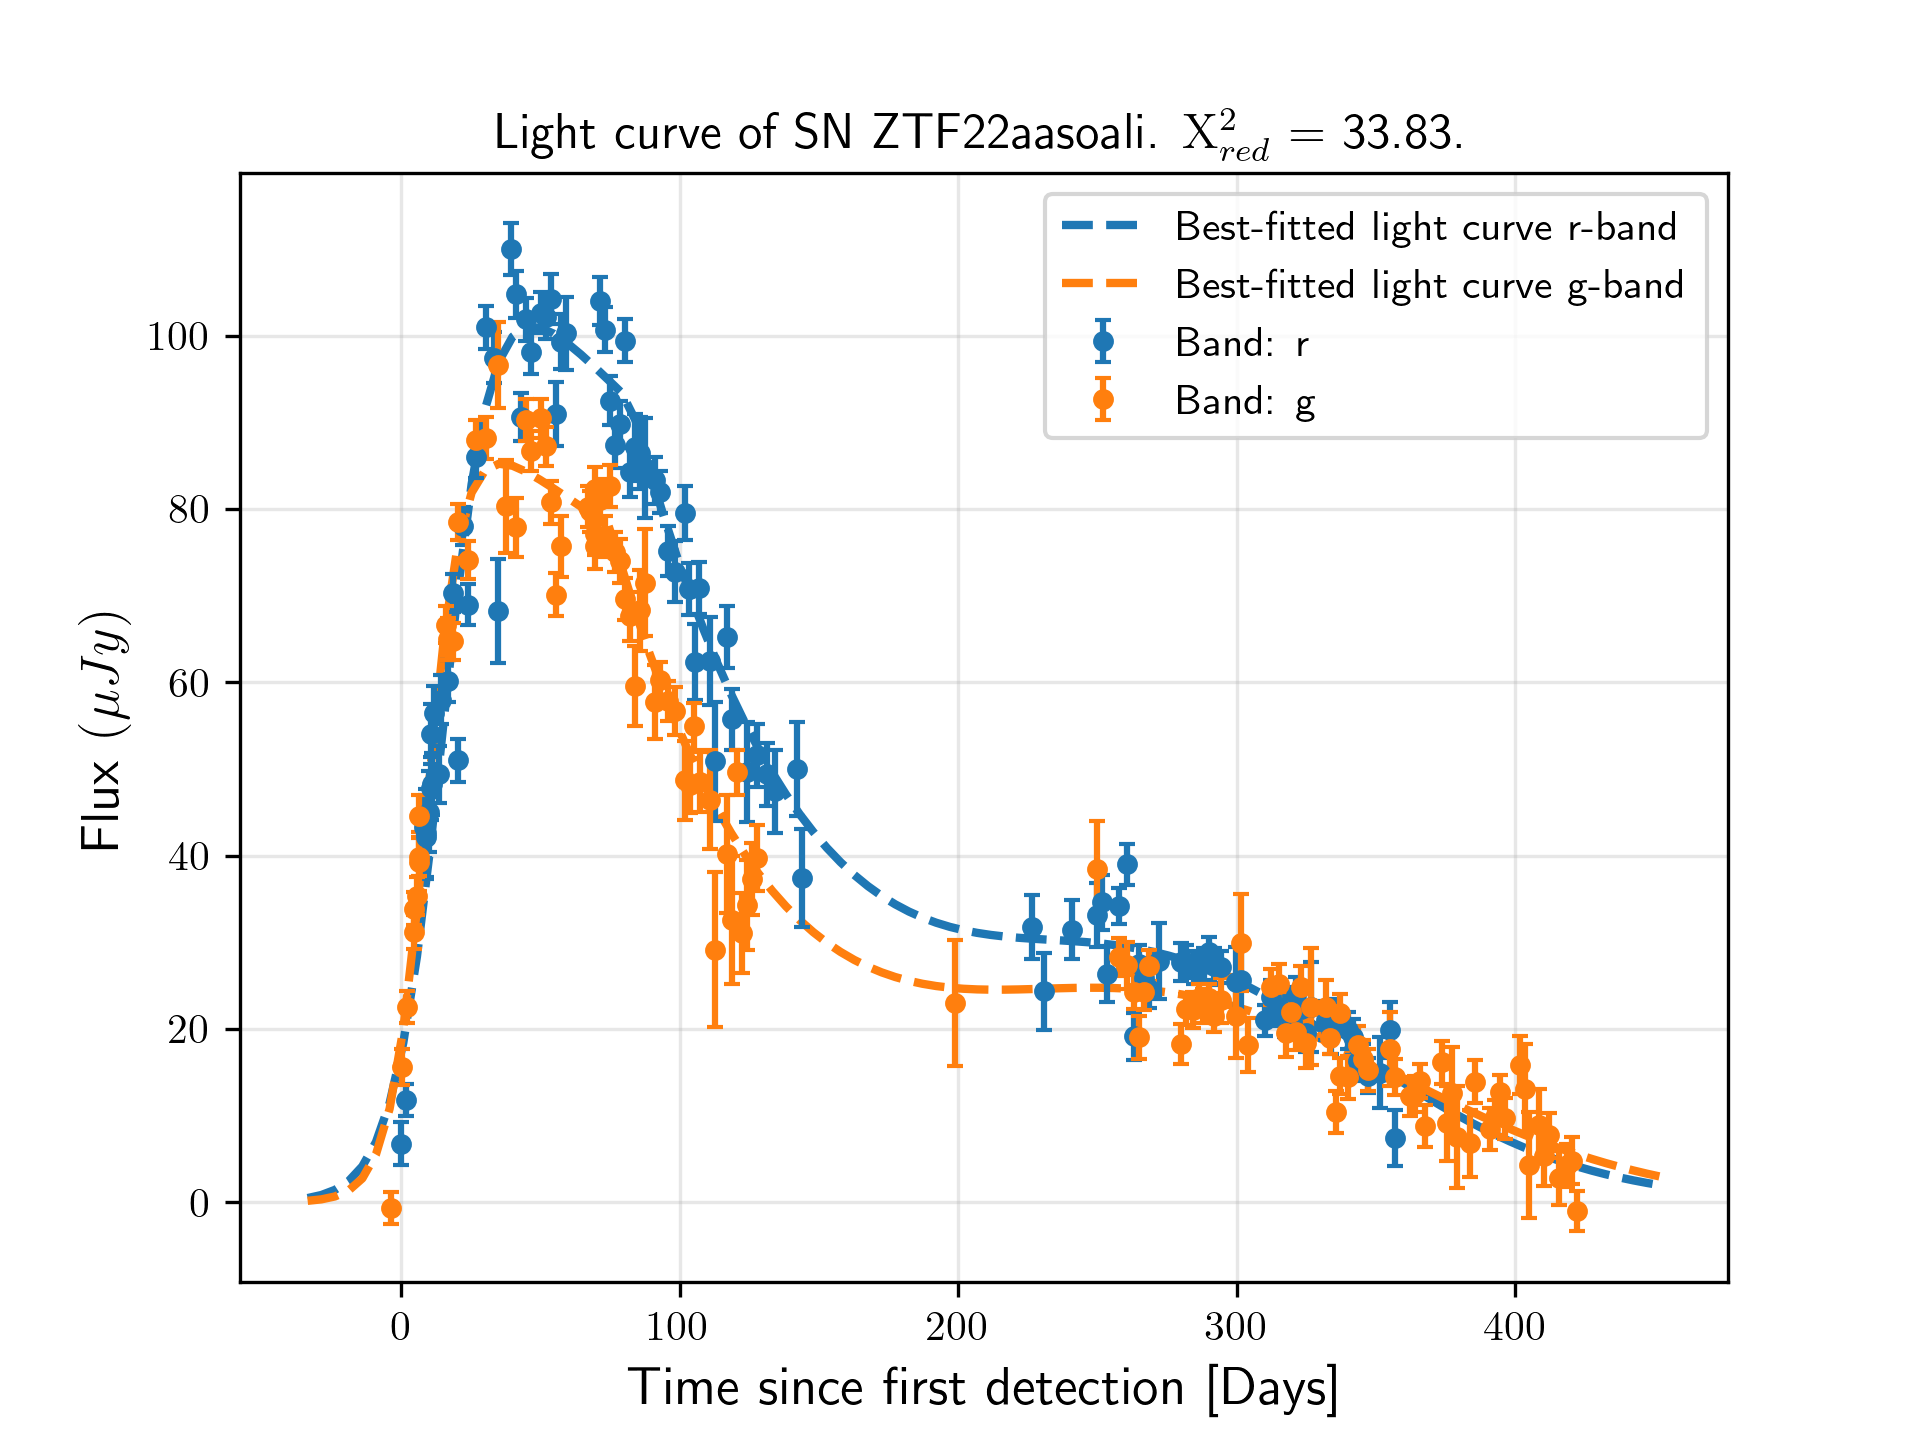 Light curve of SN ZTF22aasoali. X²_red = 33.83.
Best-fitted light curve r-band
Best-fitted light curve g-band
Band: r
Band: g
Flux (μJy)
100
80
60
40
20
0
0 100 200 300 400
Time since first detection [Days]